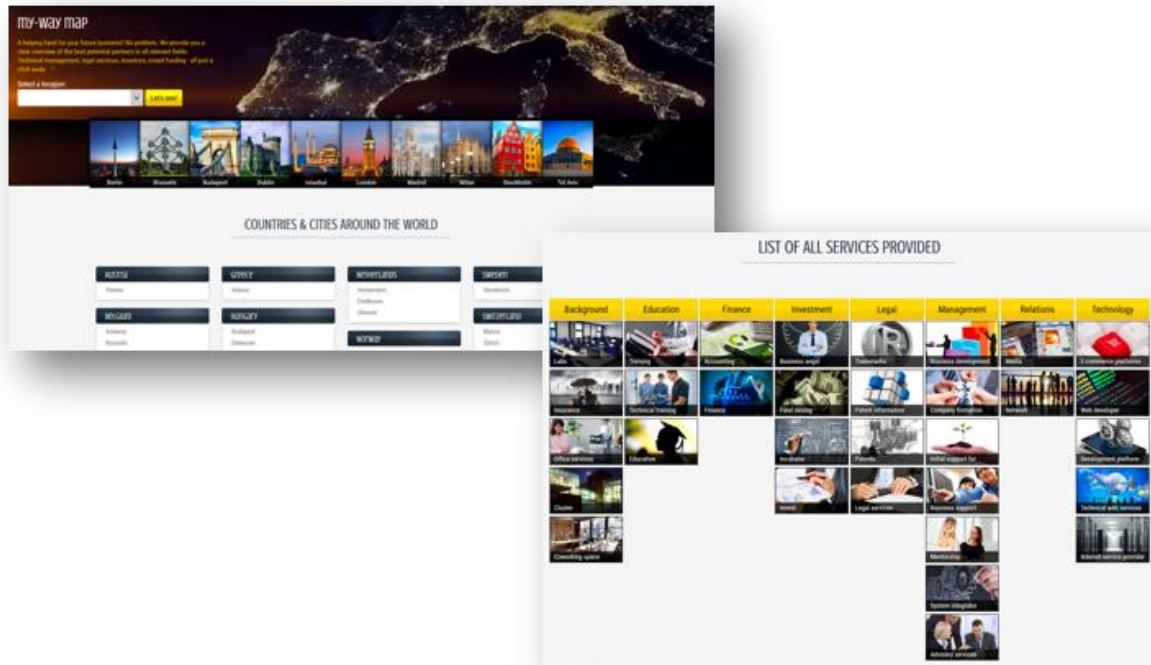 my-way map
A helping hand for your future business? No problem. We provide you a
clear overview of the best potential partners in all relevant fields:
Technical management, legal services, investors, crowd funding - all just a
click away.
Select a location:
Let's see!
Berlin Brussels Budapest Dublin Istanbul London Madrid Milan Stockholm Tel Aviv
COUNTRIES & CITIES AROUND THE WORLD
Austria Greece Netherlands Sweden
Vienna Athens Amsterdam Stockholm
Eindhoven
Utrecht
Belgium Hungary Switzerland
Antwerp Budapest
Norway
Brussels Debrecen Zurich
LIST OF ALL SERVICES PROVIDED
Background Education Finance Investment Legal Management Relations Technology
Labs Training Accounting Business angel Trademarks Business development Media E-commerce platforms
Insurance Technical training Finance Fund raising Patent information Company formation Network Web developer
Office services Education Incubator Patents Initial support for Development platform
Cluster Invest Legal services Business support Technical web services
Coworking space Mentorship Internet service provider
System integrator
Advisory services